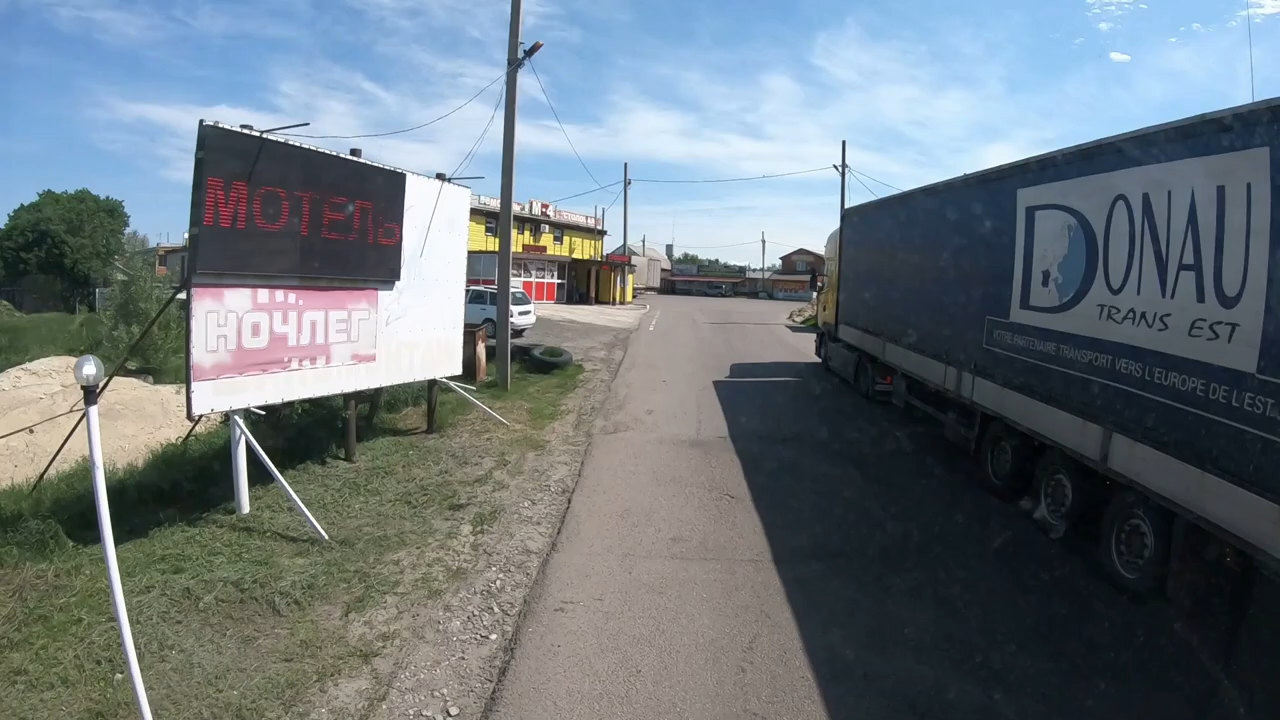 МОТЕЛЬ
НОЧЛЕГ
DONAU
TRANS EST
VOTRE PARTENAIRE TRANSPORT VERS L'EUROPE DE L'EST